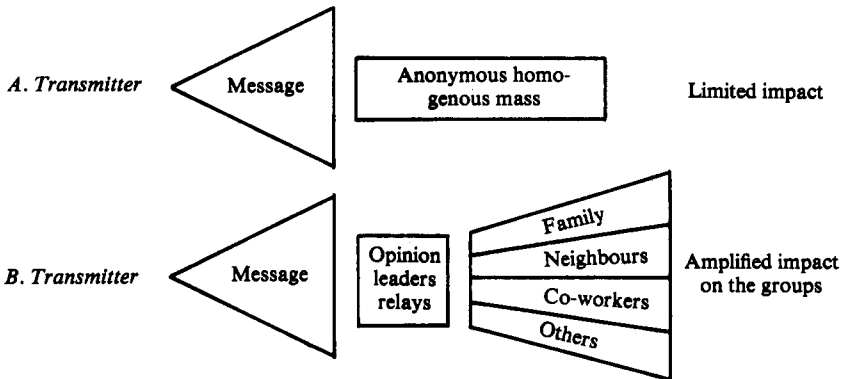 A. Transmitter
Message
Anonymous homo-
genous mass
Limited impact
B. Transmitter
Message
Opinion
leaders
relays
Family
Neighbours
Co-workers
Others
Amplified impact
on the groups